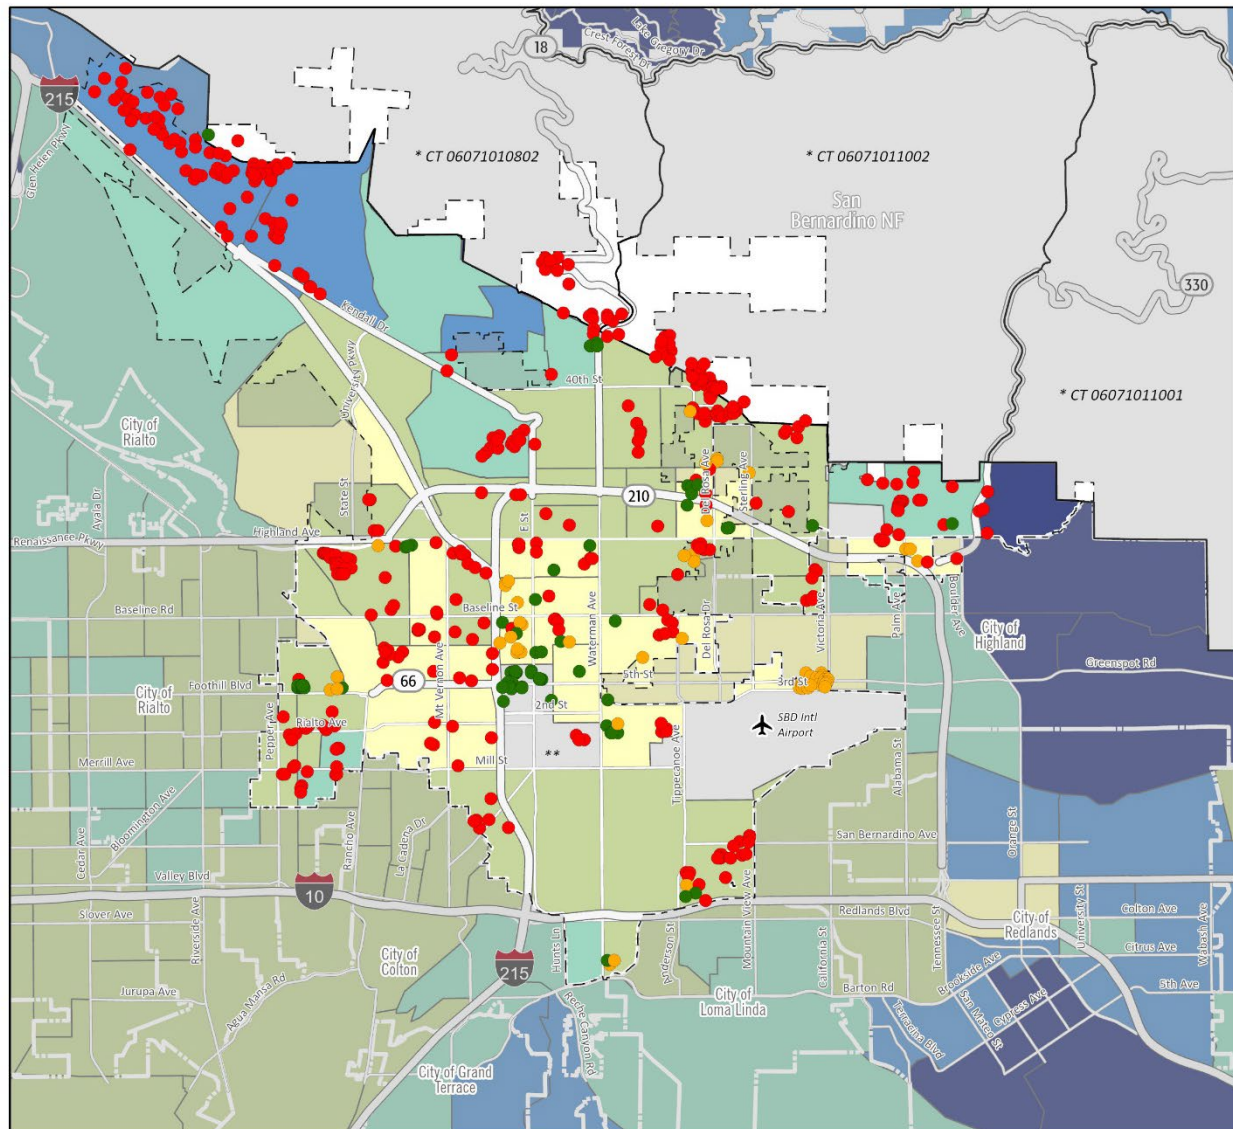 Lake Gregory Dr
Crest Forest Dr
18
215
Glen Helen Pkwy
* CT 06071010802
* CT 06071011002
San
Bernardino NF
330
Kendall Dr
University Pkwy
40th St
* CT 06071011001
City of
Rialto
Ayala Dr
State St
210
Del Rosa Ave
Sterling Ave
E St
Highland Ave
Renaissance Pkwy
Baseline Rd
Baseline St
Waterman Ave
Del Rosa Dr
Victoria Ave
Palm Ave
Boulder Ave
City of
Highland
Greenspot Rd
City of
Rialto
Foothill Blvd
66
Mt Vernon Ave
5th St
3rd St
2nd St
Pepper Ave
Rialto Ave
**
SBD Intl
Airport
Merrill Ave
Mill St
Tippecanoe Ave
Alabama St
Cedar Ave
Bloomington Ave
Rancho Ave
La Cadena Dr
San Bernardino Ave
Orange St
Valley Blvd
10
Mountain View Ave
Slover Ave
Riverside Ave
Redlands Blvd
Tennessee St
City of
Redlands
University St
Colton Ave
Wabash Ave
Citrus Ave
City of
Colton
215
Hunts Ln
Anderson St
California St
Brookside Ave
5th Ave
Jurupa Ave
Agua Mansa Rd
Reche Canyon Rd
City of
Loma Linda
Barton Rd
Terracina Blvd
San Mateo St
Cypress Ave
City of Grand
Terrace